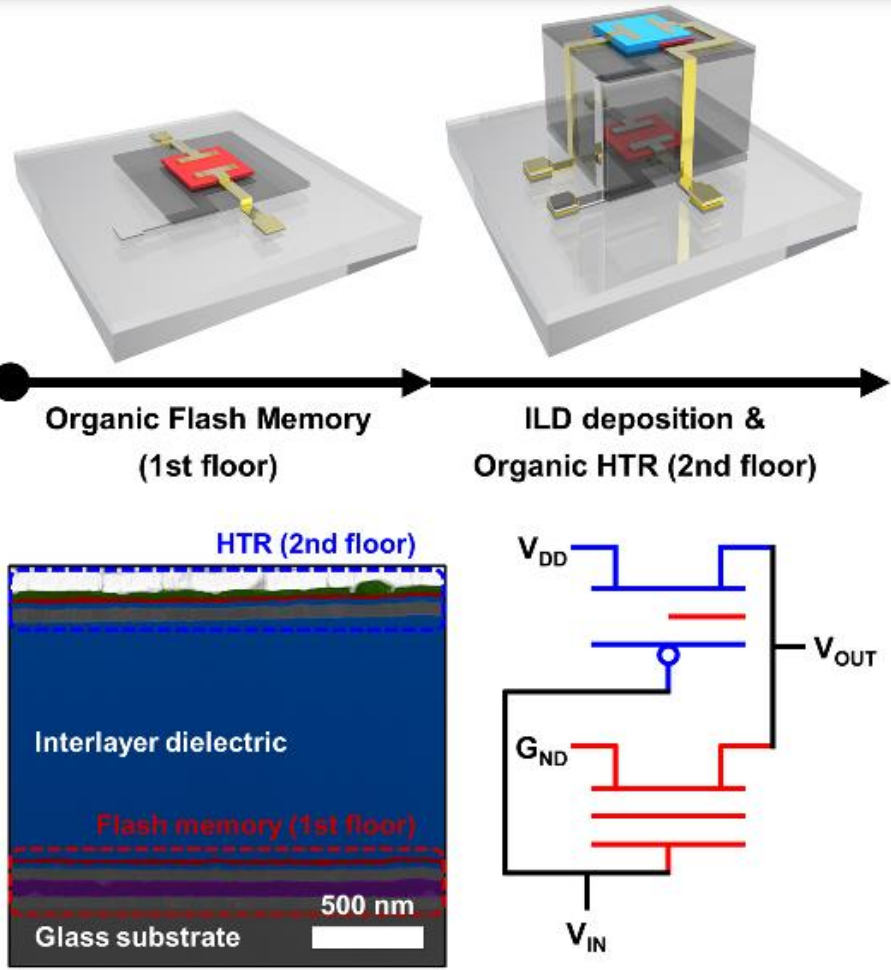 Organic Flash Memory
(1st floor)
ILD deposition &
Organic HTR (2nd floor)
HTR (2nd floor)
Interlayer dielectric
Flash memory (1st floor)
500 nm
Glass substrate
V_DD
V_OUT
G_ND
V_IN